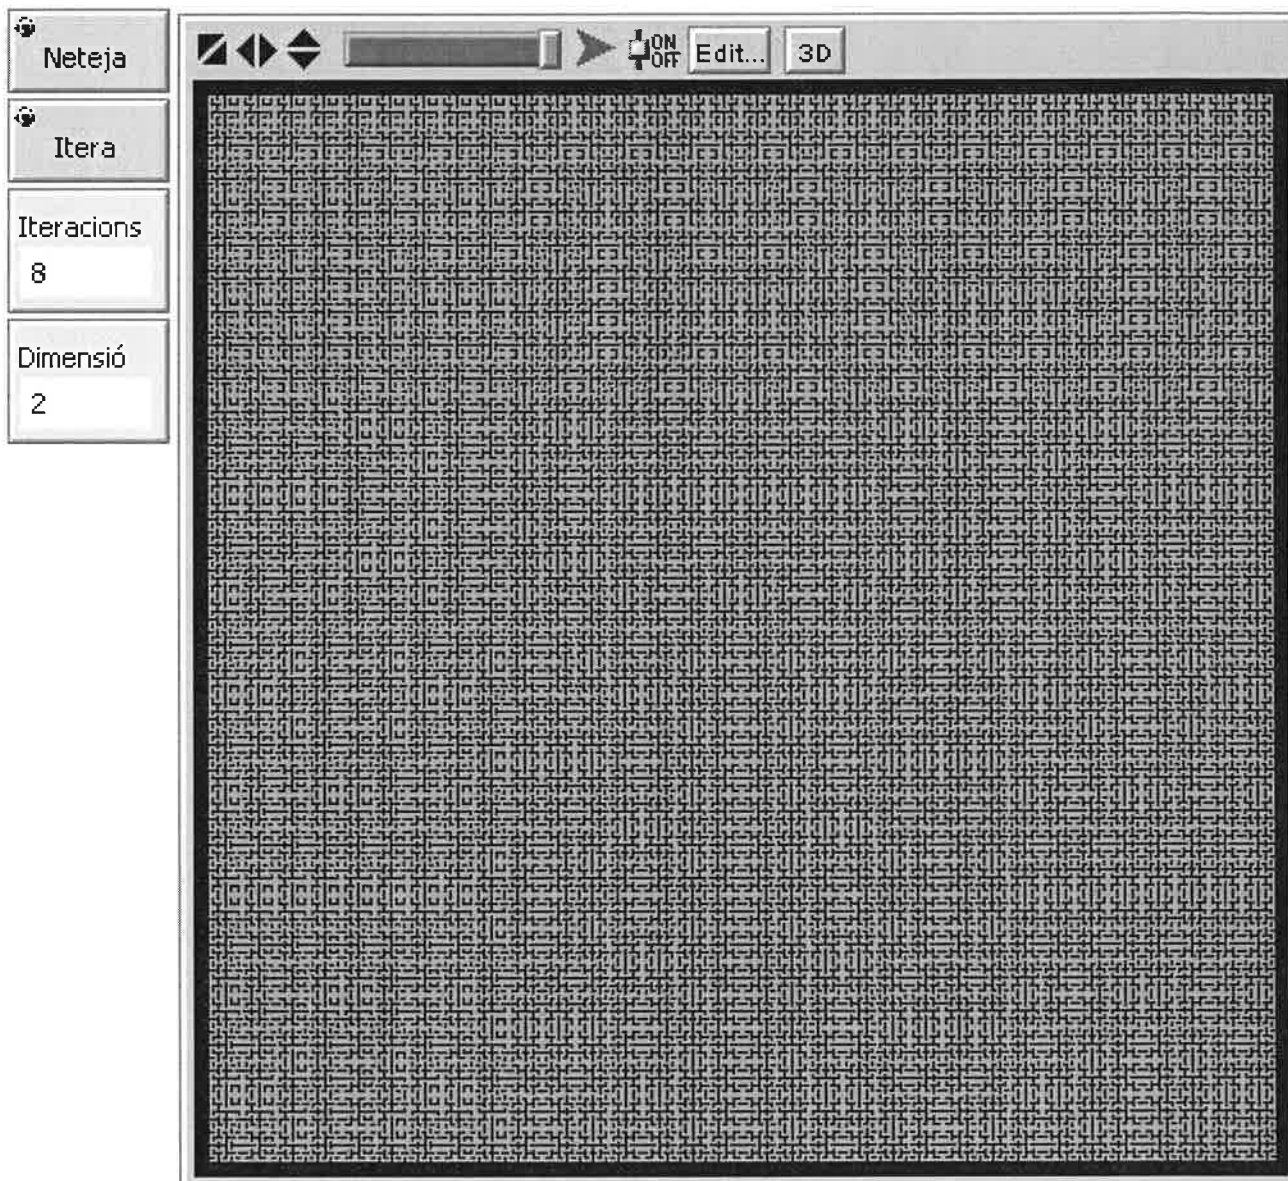 Neteja
Itera
Iteracions
8
Dimensió
2
ON
OFF
Edit...
3D